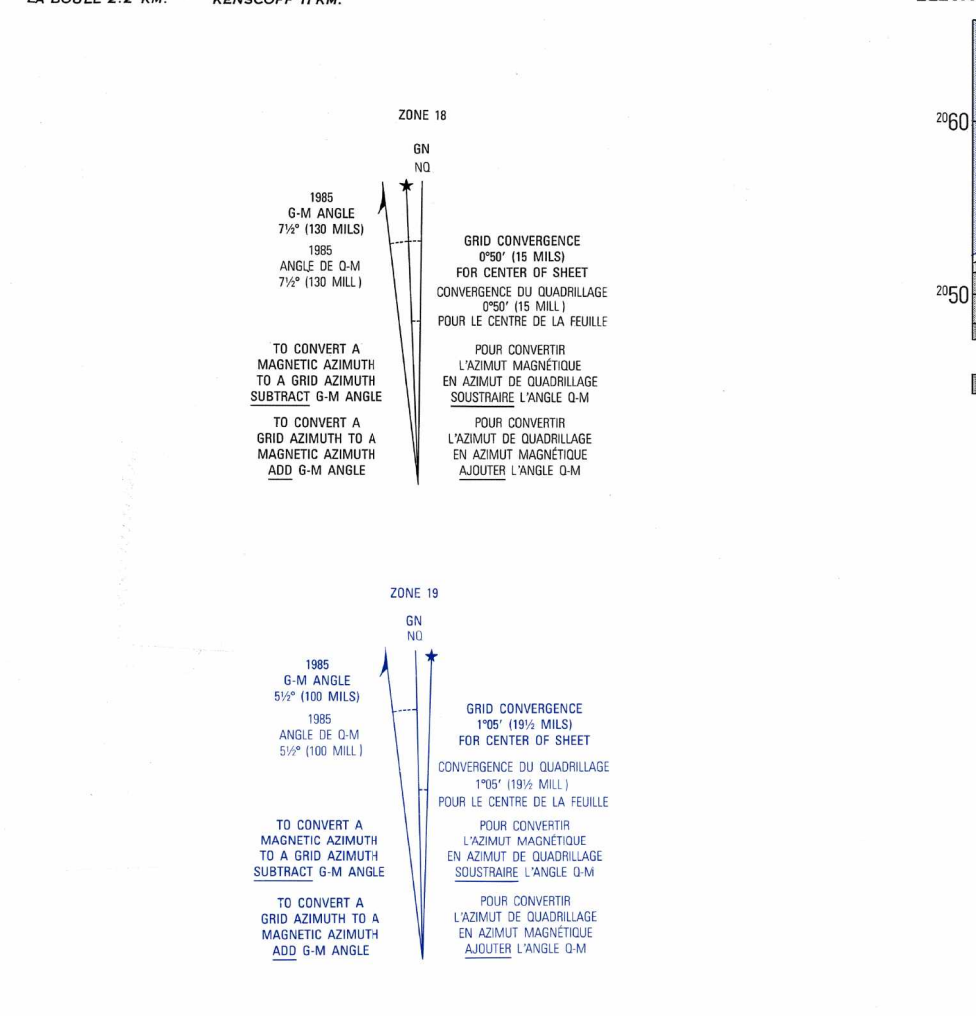 LA BOULE 2.2 KM. KENSCOFF 11 KM.
ZONE 18
GN
NQ
1985
G-M ANGLE
7½° (130 MILS)
1985
ANGLE DE Q-M
7½° (130 MILL)
GRID CONVERGENCE
0°50′ (15 MILS)
FOR CENTER OF SHEET
CONVERGENCE DU QUADRILLAGE
0°50′ (15 MILL)
POUR LE CENTRE DE LA FEUILLE
TO CONVERT A
MAGNETIC AZIMUTH
TO A GRID AZIMUTH
SUBTRACT G-M ANGLE
POUR CONVERTIR
L'AZIMUT MAGNÉTIQUE
EN AZIMUT DE QUADRILLAGE
SOUSTRAIRE L'ANGLE Q-M
TO CONVERT A
GRID AZIMUTH TO A
MAGNETIC AZIMUTH
ADD G-M ANGLE
POUR CONVERTIR
L'AZIMUT DE QUADRILLAGE
EN AZIMUT MAGNÉTIQUE
AJOUTER L'ANGLE Q-M
2060
2050
ZONE 19
GN
NQ
1985
G-M ANGLE
5½° (100 MILS)
1985
ANGLE DE Q-M
5½° (100 MILL)
GRID CONVERGENCE
1°05′ (19½ MILS)
FOR CENTER OF SHEET
CONVERGENCE DU QUADRILLAGE
1°05′ (19½ MILL)
POUR LE CENTRE DE LA FEUILLE
TO CONVERT A
MAGNETIC AZIMUTH
TO A GRID AZIMUTH
SUBTRACT G-M ANGLE
POUR CONVERTIR
L'AZIMUT MAGNÉTIQUE
EN AZIMUT DE QUADRILLAGE
SOUSTRAIRE L'ANGLE Q-M
TO CONVERT A
GRID AZIMUTH TO A
MAGNETIC AZIMUTH
ADD G-M ANGLE
POUR CONVERTIR
L'AZIMUT DE QUADRILLAGE
EN AZIMUT MAGNÉTIQUE
AJOUTER L'ANGLE Q-M